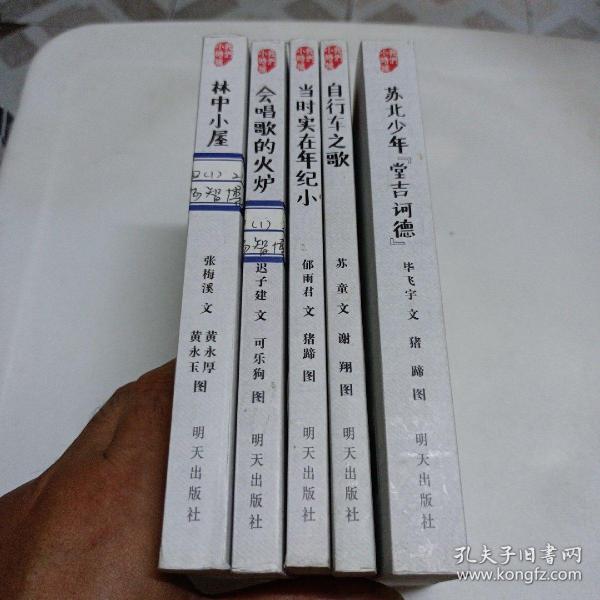 林中小屋
张梅溪 文
黄永厚
黄永玉 图
明天出版社
会唱歌的火炉
迟子建 文 可乐狗 图
明天出版社
当时实在年纪小
郁雨君 文 猪蹄 图
明天出版社
自行车之歌
苏童 文 谢翔 图
明天出版社
苏北少年『堂吉诃德』
毕飞宇 文 猪蹄 图
明天出版社
孔夫子旧书网
www.kongfz.com